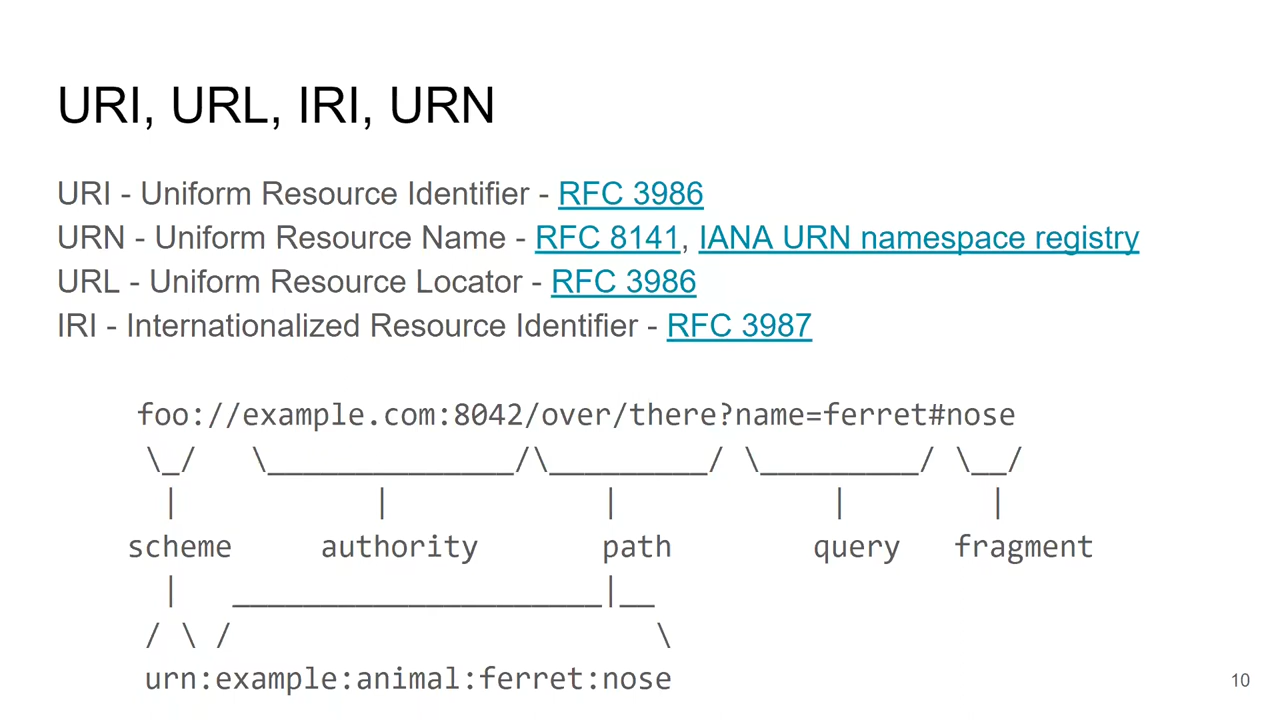 URI, URL, IRI, URN
URI - Uniform Resource Identifier - RFC 3986
URN - Uniform Resource Name - RFC 8141, IANA URN namespace registry
URL - Uniform Resource Locator - RFC 3986
IRI - Internationalized Resource Identifier - RFC 3987
foo://example.com:8042/over/there?name=ferret#nose
\_/   \______________/\_________/ \_________/ \__/
 |           |            |            |        |
scheme     authority       path        query   fragment
 |   _____________________|__
/ \ /                        \
urn:example:animal:ferret:nose
10